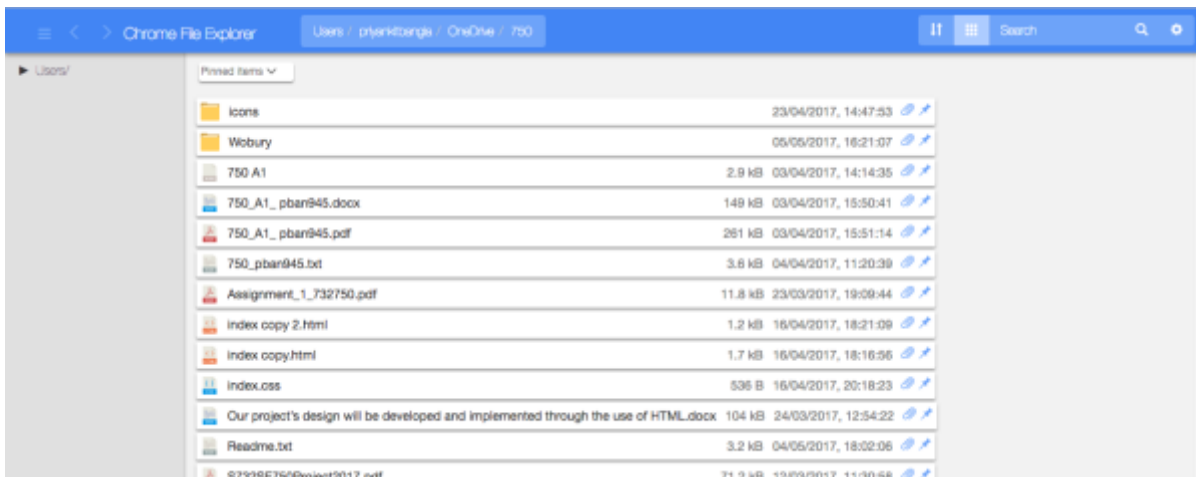 Chrome File Explorer Users / priyankitbangia / OneDrive / 750 Search
Users/
Pinned Items
icons 23/04/2017, 14:47:53
Wobury 05/05/2017, 16:21:07
750 A1 2.9 kB 03/04/2017, 14:14:35
750_A1_ pban945.docx 149 kB 03/04/2017, 15:50:41
750_A1_ pban945.pdf 261 kB 03/04/2017, 15:51:14
750_pban945.txt 3.6 kB 04/04/2017, 11:20:39
Assignment_1_732750.pdf 11.8 kB 23/03/2017, 19:09:44
index copy 2.html 1.2 kB 16/04/2017, 18:21:09
index copy.html 1.7 kB 16/04/2017, 18:16:56
index.css 536 B 16/04/2017, 20:18:23
Our project's design will be developed and implemented through the use of HTML.docx 104 kB 24/03/2017, 12:54:22
Readme.txt 3.2 kB 04/05/2017, 18:02:06